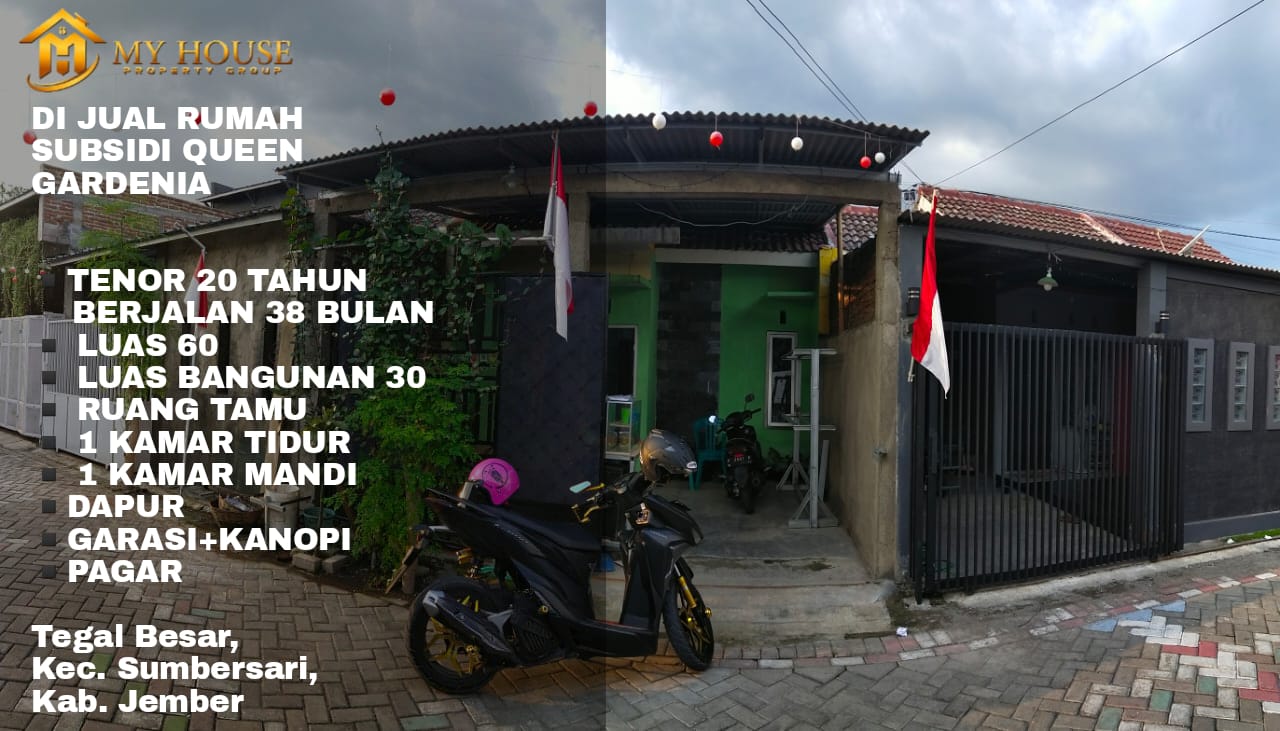 MY HOUSE
PROPERTY GROUP
DI JUAL RUMAH
SUBSIDI QUEEN
GARDENIA
TENOR 20 TAHUN
BERJALAN 38 BULAN
LUAS 60
LUAS BANGUNAN 30
RUANG TAMU
1 KAMAR TIDUR
1 KAMAR MANDI
DAPUR
GARASI+KANOPI
PAGAR
Tegal Besar,
Kec. Sumbersari,
Kab. Jember